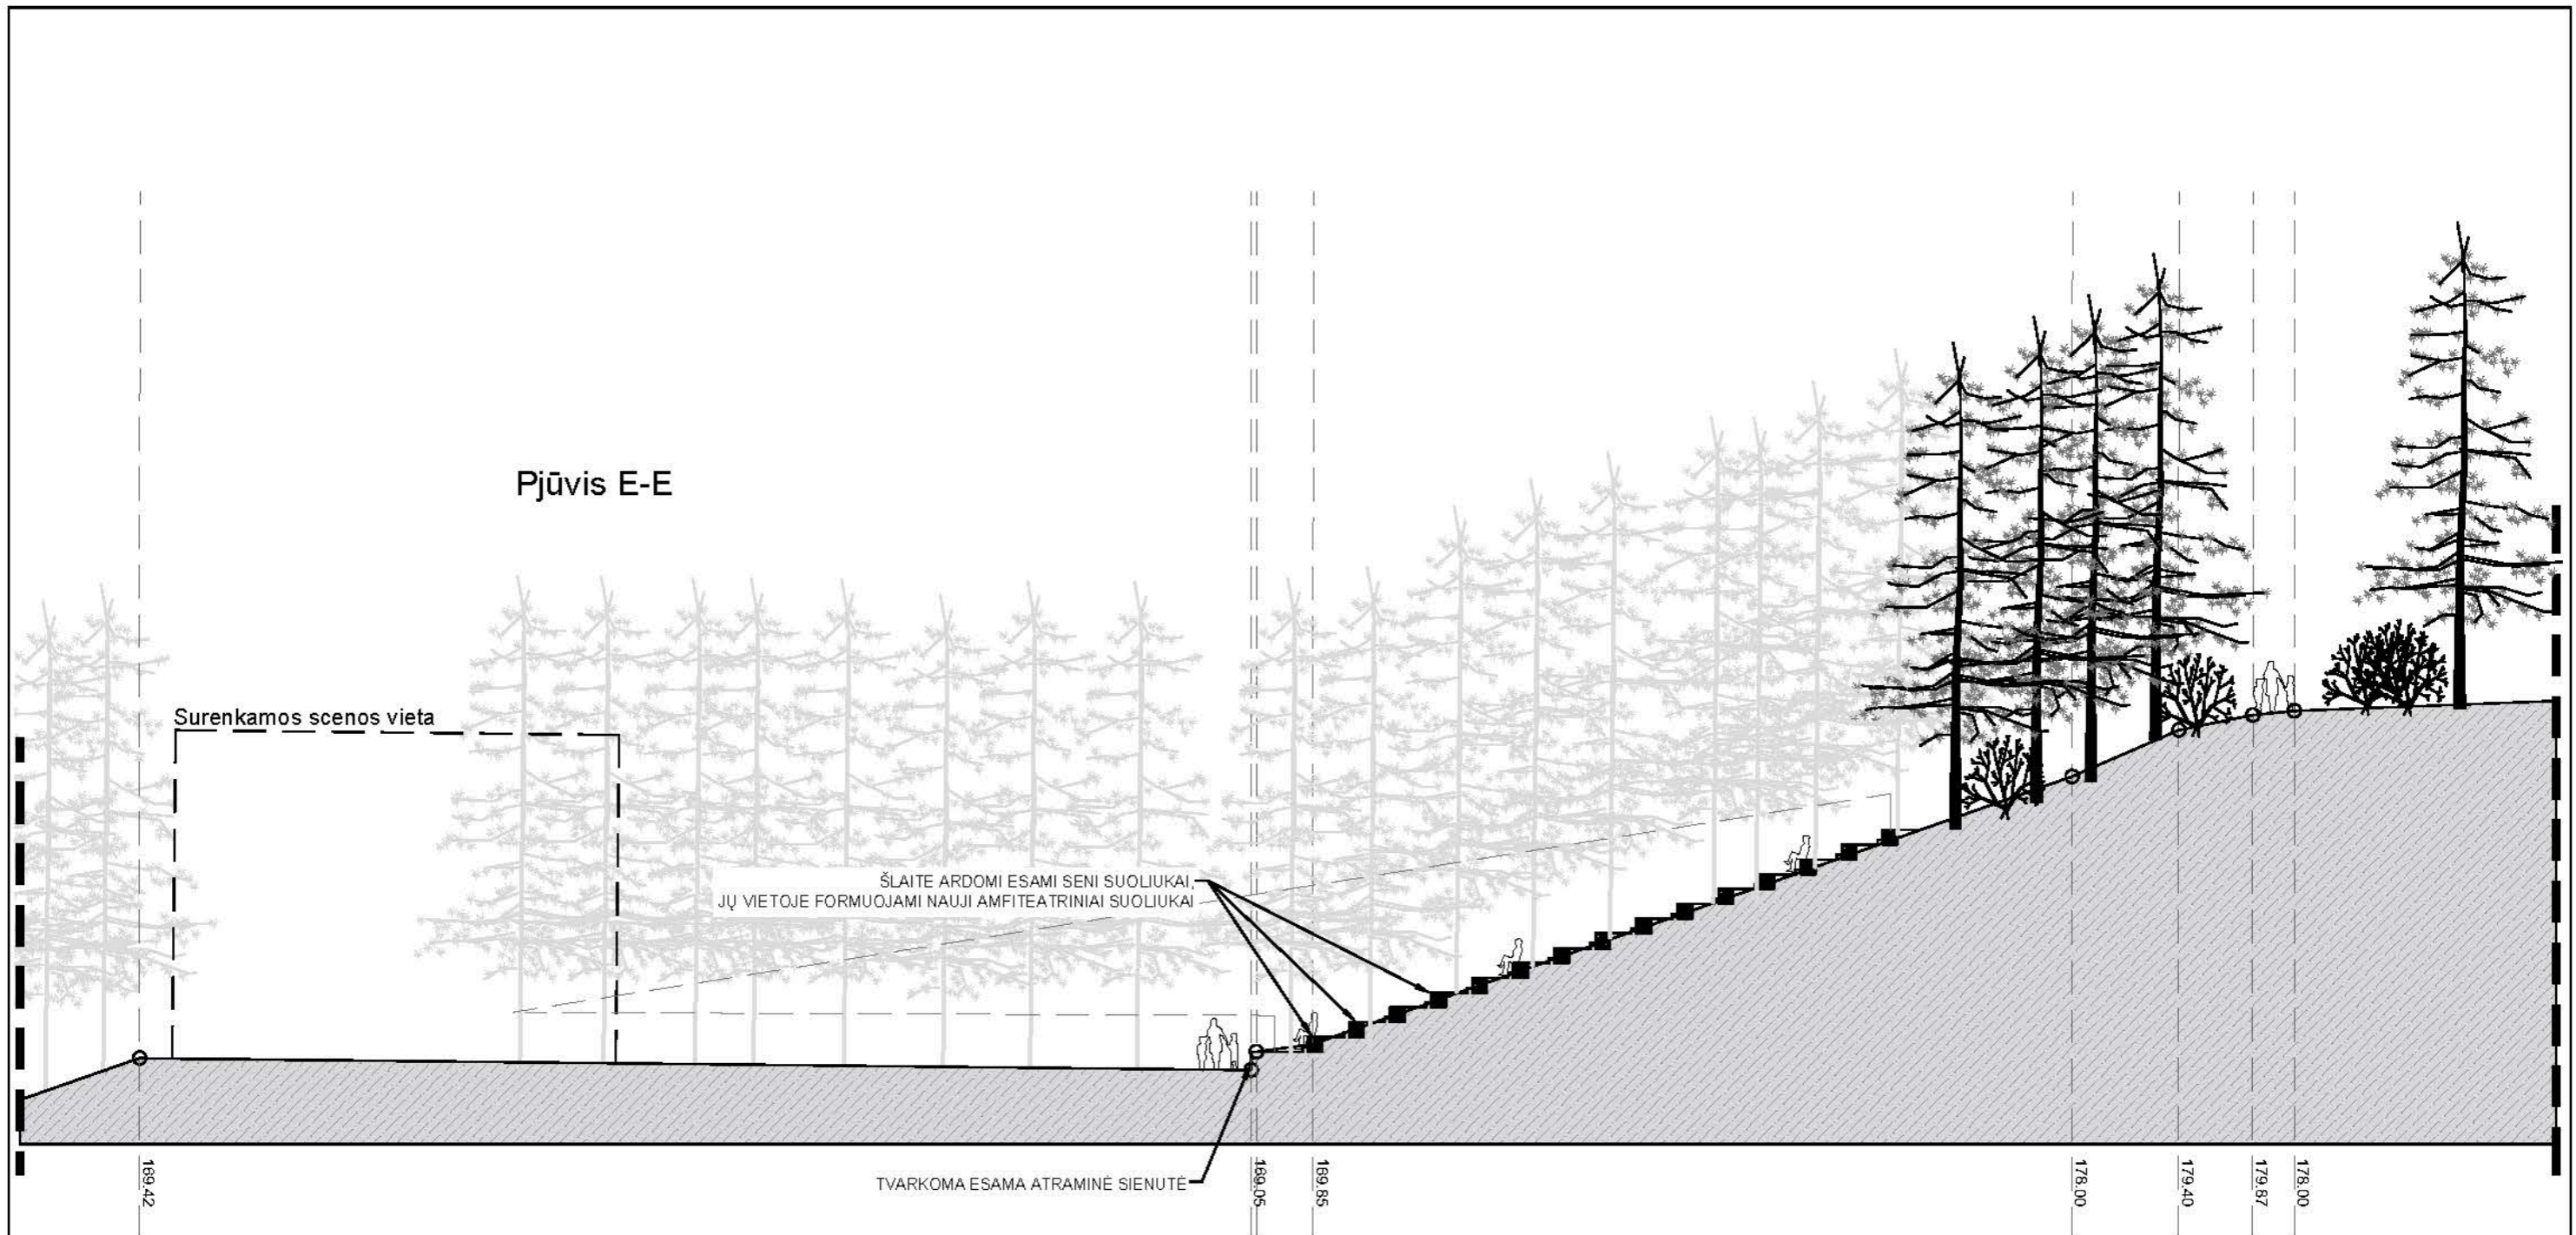 Pjūvis E-E
Surenkamos scenos vieta
ŠLAITE ARDOMI ESAMI SENI SUOLIUKAI,
JŲ VIETOJE FORMUOJAMI NAUJI AMFITEATRINIAI SUOLIUKAI
TVARKOMA ESAMA ATRAMINĖ SIENUTĖ
169.42
169.05
169.85
178.00
179.40
179.87
178.00